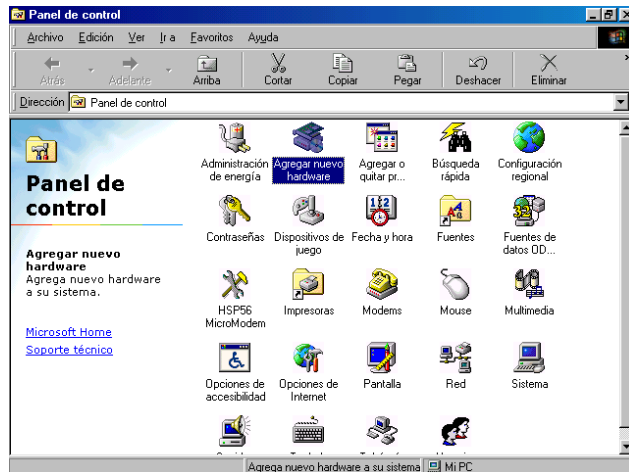 Panel de control
Archivo Edición Ver Ir a Favoritos Ayuda
Atrás Adelante Arriba Cortar Copiar Pegar Deshacer Eliminar
Dirección Panel de control
Panel de
control
Agregar nuevo
hardware
Agrega nuevo hardware
a su sistema.
Microsoft Home
Soporte técnico
Administración
de energía
Agregar nuevo
hardware
Agregar o
quitar pr...
Búsqueda
rápida
Configuración
regional
Contraseñas
Dispositivos de
juego
Fecha y hora
Fuentes
Fuentes de
datos OD...
HSP56
MicroModem
Impresoras
Modems
Mouse
Multimedia
Opciones de
accesibilidad
Opciones de
Internet
Pantalla
Red
Sistema
Agrega nuevo hardware a su sistema
Mi PC